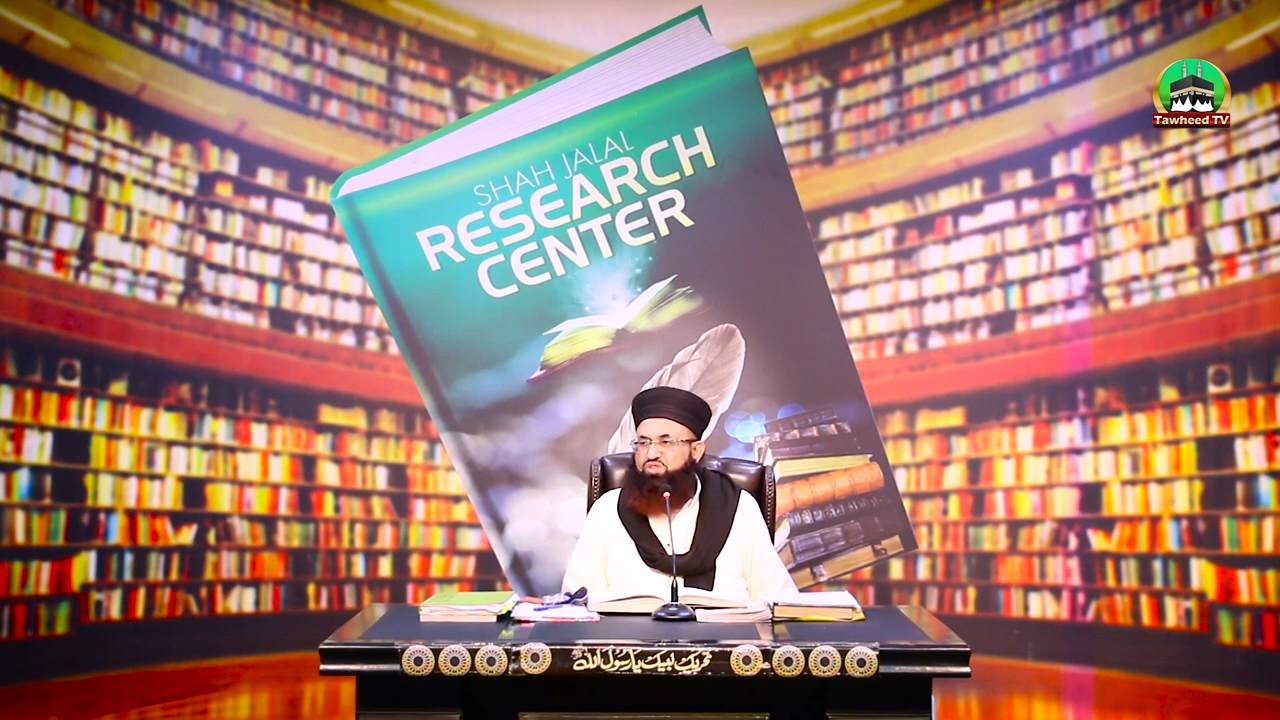 SHAH JALAL
RESEARCH
CENTER
Tawheed TV
تحریک لبیک یا رسول اللہ